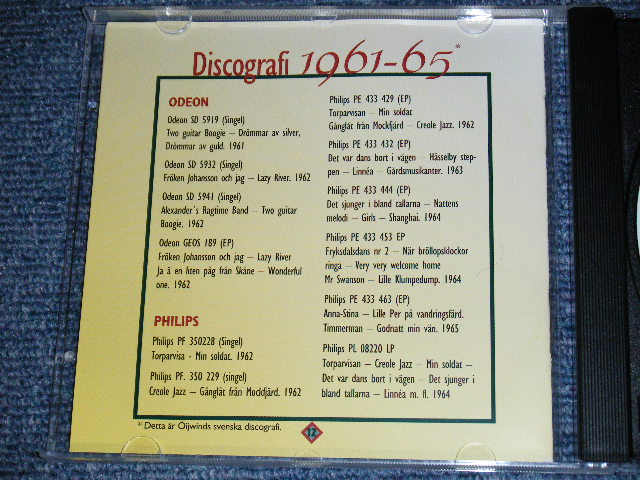 Discografi 1961-65*
ODEON
Odeon SD 5919 (Singel)
Two guitar Boogie – Drömmar av silver,
Drömmar av guld. 1961
Odeon SD 5932 (Singel)
Fröken Johansson och jag – Lazy River. 1962
Odeon SD 5941 (Singel)
Alexander's Ragtime Band – Two guitar
Boogie. 1962
Odeon GEOS 189 (EP)
Fröken Johansson och jag – Lazy River
Ja ä en liten påg från Skåne – Wonderful
one. 1962
PHILIPS
Philips PF 350228 (Singel)
Torparvisa - Min soldat. 1962
Philips PF. 350 229 (singel)
Creole Jazz – Gånglåt från Mockfjärd. 1962
Philips PE 433 429 (EP)
Torparvisan – Min soldat
Gånglåt från Mockfjärd – Creole Jazz. 1962
Philips PE 433 432 (EP)
Det var dans bort i vägen – Hässelby step-
pen – Linnéa – Gårdsmusikanter. 1963
Philips PE 433 444 (EP)
Det sjunger i bland tallarna – Nattens
melodi – Girls – Shanghai. 1964
Philips PE 433 453 EP
Fryksdalsdans nr 2 – När bröllopsklockor
ringa – Very very welcome home
Mr Swanson – Lille Klumpedump. 1964
Philips PE 433 463 (EP)
Anna-Stina – Lille Per på vandringsfärd.
Timmerman – Godnatt min vän. 1965
Philips PL 08220 LP
Torparvisan – Creole Jazz – Min soldat –
Det var dans bort i vägen – Det sjunger i
bland tallarna – Linnéa m. fl. 1964
* Detta är Öijwinds svenska discografi.
12